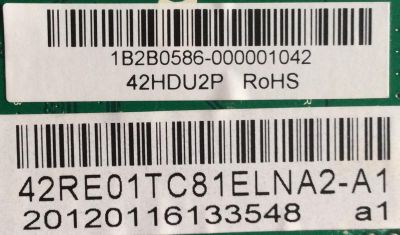 1B2B0586-000001042
42HDU2P RoHS
42RE01TC81ELNA2-A1
20120116133548 a1